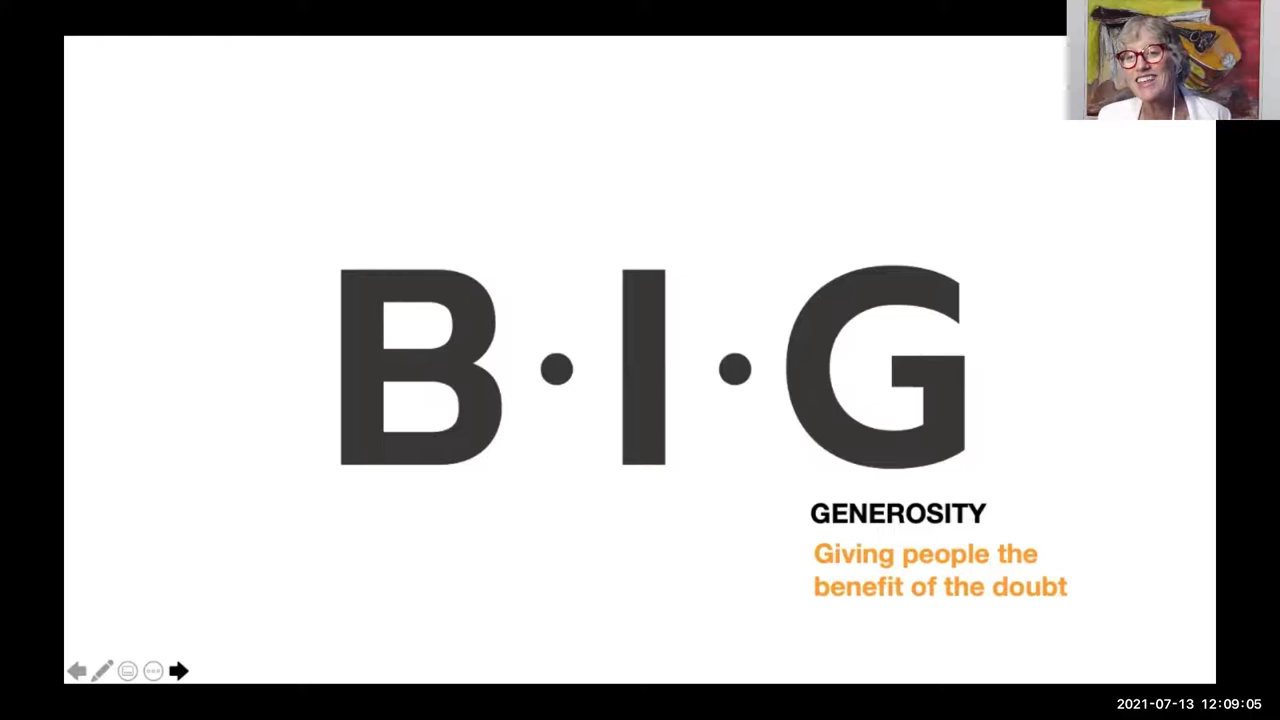 B·I·G
GENEROSITY
Giving people the
benefit of the doubt
2021-07-13 12:09:05